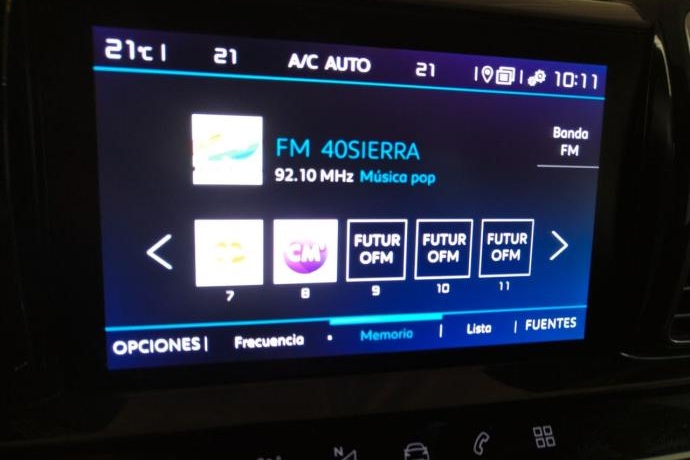 21°C | 21 A/C AUTO 21 | | 10:11
FM 40SIERRA
92.10 MHz Música pop
Banda
FM
CM
FUTUR
OFM
FUTUR
OFM
FUTUR
OFM
7 8 9 10 11
OPCIONES | Frecuencia • Memoria | Lista | FUENTES
N